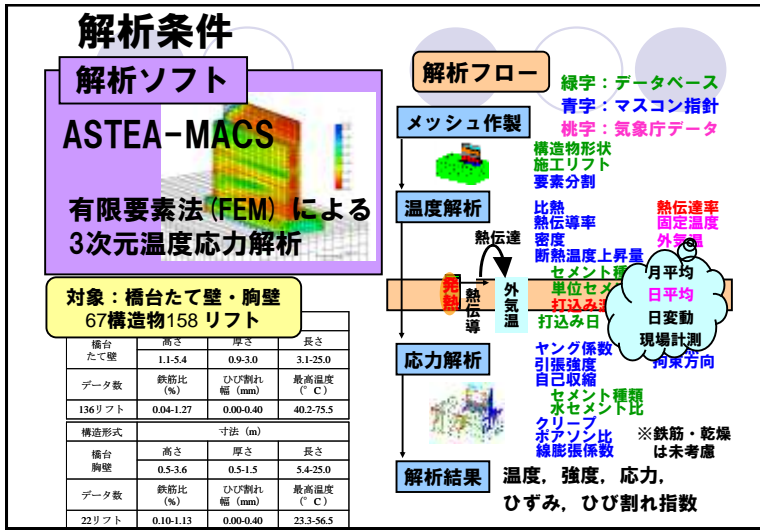 解析条件
解析ソフト
ASTEA-MACS
有限要素法(FEM)による
3次元温度応力解析
対象：橋台たて壁・胸壁
67構造物158 リフト
橋台
たて壁
高さ
厚さ
長さ
1.1-5.4
0.9-3.0
3.1-25.0
データ数
鉄筋比
(%)
ひび割れ
幅 (mm)
最高温度
(°C)
136リフト
0.04-1.27
0.00-0.40
40.2-75.5
構造形式
寸法 (m)
橋台
胸壁
高さ
厚さ
長さ
0.5-3.6
0.5-1.5
5.4-25.0
データ数
鉄筋比
(%)
ひび割れ
幅 (mm)
最高温度
(°C)
22リフト
0.10-1.13
0.00-0.40
23.3-56.5
解析フロー
緑字：データベース
青字：マスコン指針
桃字：気象庁データ
メッシュ作製
構造物形状
施工リフト
要素分割
温度解析
比熱
熱伝導率
密度
断熱温度上昇量
セメント種
単位セメ
打込み
打込み日
熱伝達率
固定温度
外気温
熱伝達
発熱
熱伝導
外気温
月平均
日平均
日変動
現場計測
応力解析
ヤング係数
引張強度
自己収縮
セメント種類
水セメント比
クリープ
ポアソン比
線膨張係数
拘束方向
※鉄筋・乾燥
は未考慮
解析結果
温度，強度，応力，
ひずみ，ひび割れ指数